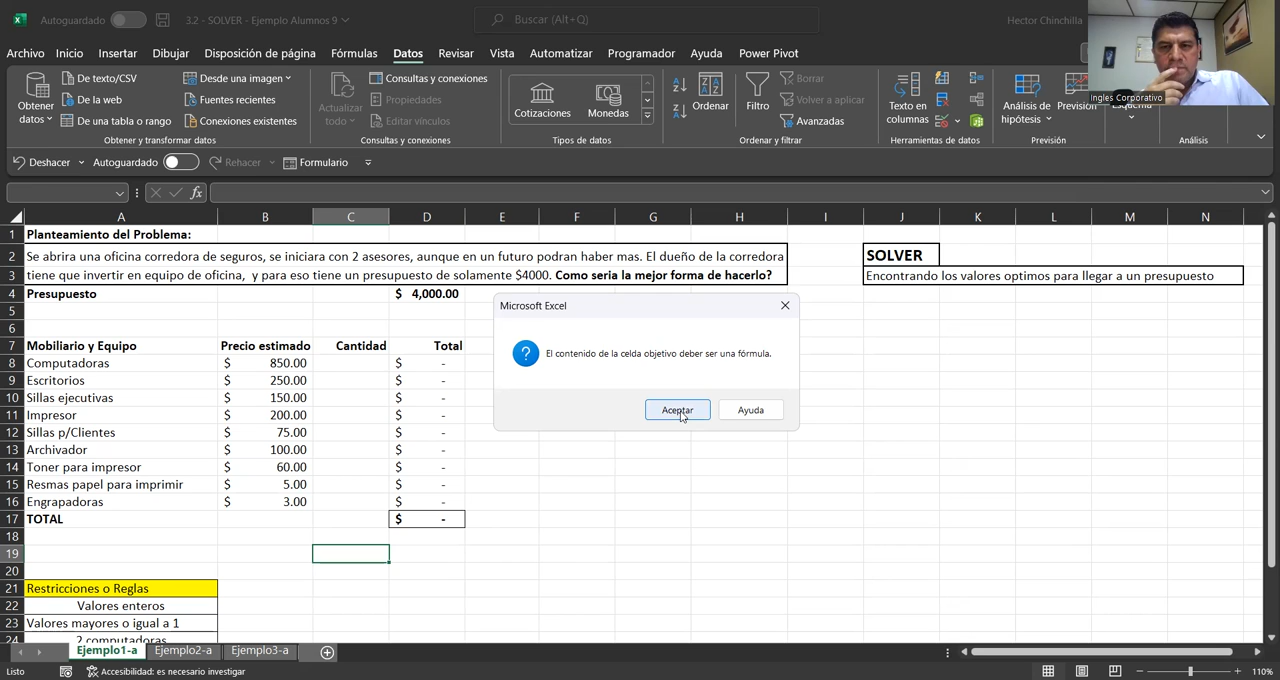 Autoguardado
3.2 - SOLVER - Ejemplo Alumnos 9
Buscar (Alt+Q)
Hector Chinchilla
Archivo Inicio Insertar Dibujar Disposición de página Fórmulas Datos Revisar Vista Automatizar Programador Ayuda Power Pivot
Obtener datos
De texto/CSV
De la web
De una tabla o rango
Desde una imagen
Fuentes recientes
Conexiones existentes
Obtener y transformar datos
Actualizar todo
Consultas y conexiones
Propiedades
Editar vínculos
Consultas y conexiones
Cotizaciones
Monedas
Tipos de datos
Ordenar
Filtro
Borrar
Volver a aplicar
Avanzadas
Ordenar y filtrar
Texto en columnas
Herramientas de datos
Análisis de hipótesis
Previsión
Previsión
Análisis
Ingles Corporativo
Deshacer Autoguardado Rehacer Formulario
fx
A B C D E F G H I J K L M N
1 Planteamiento del Problema:
2 Se abrira una oficina corredora de seguros, se iniciara con 2 asesores, aunque en un futuro podran haber mas. El dueño de la corredora SOLVER
3 tiene que invertir en equipo de oficina, y para eso tiene un presupuesto de solamente $4000. Como seria la mejor forma de hacerlo? Encontrando los valores optimos para llegar a un presupuesto
4 Presupuesto $ 4,000.00
5
6
7 Mobiliario y Equipo Precio estimado Cantidad Total
8 Computadoras $ 850.00 $ -
9 Escritorios $ 250.00 $ -
10 Sillas ejecutivas $ 150.00 $ -
11 Impresor $ 200.00 $ -
12 Sillas p/Clientes $ 75.00 $ -
13 Archivador $ 100.00 $ -
14 Toner para impresor $ 60.00 $ -
15 Resmas papel para imprimir $ 5.00 $ -
16 Engrapadoras $ 3.00 $ -
17 TOTAL $ -
18
19
20
21 Restricciones o Reglas
22 Valores enteros
23 Valores mayores o igual a 1
24 2 computadoras
Microsoft Excel
El contenido de la celda objetivo deber ser una fórmula.
Aceptar Ayuda
Ejemplo1-a Ejemplo2-a Ejemplo3-a
Listo Accesibilidad: es necesario investigar 110%